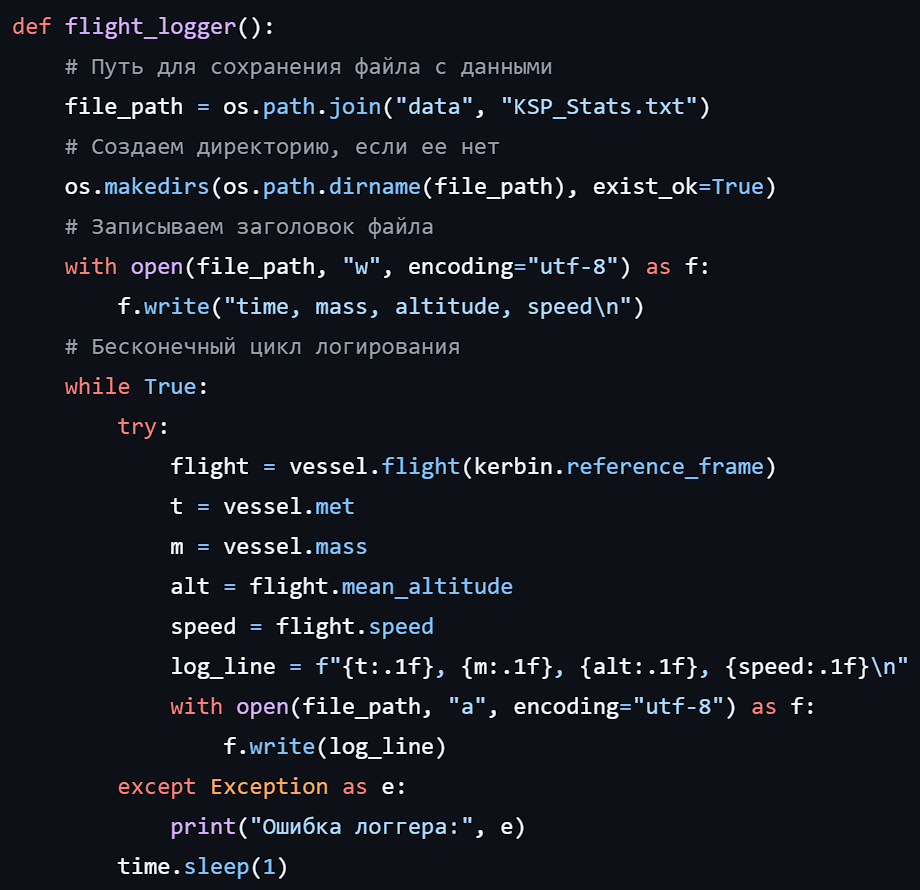 def flight_logger():
    # Путь для сохранения файла с данными
    file_path = os.path.join("data", "KSP_Stats.txt")
    # Создаем директорию, если ее нет
    os.makedirs(os.path.dirname(file_path), exist_ok=True)
    # Записываем заголовок файла
    with open(file_path, "w", encoding="utf-8") as f:
        f.write("time, mass, altitude, speed\n")
    # Бесконечный цикл логирования
    while True:
        try:
            flight = vessel.flight(kerbin.reference_frame)
            t = vessel.met
            m = vessel.mass
            alt = flight.mean_altitude
            speed = flight.speed
            log_line = f"{t:.1f}, {m:.1f}, {alt:.1f}, {speed:.1f}\n"
            with open(file_path, "a", encoding="utf-8") as f:
                f.write(log_line)
        except Exception as e:
            print("Ошибка логгера:", e)
        time.sleep(1)